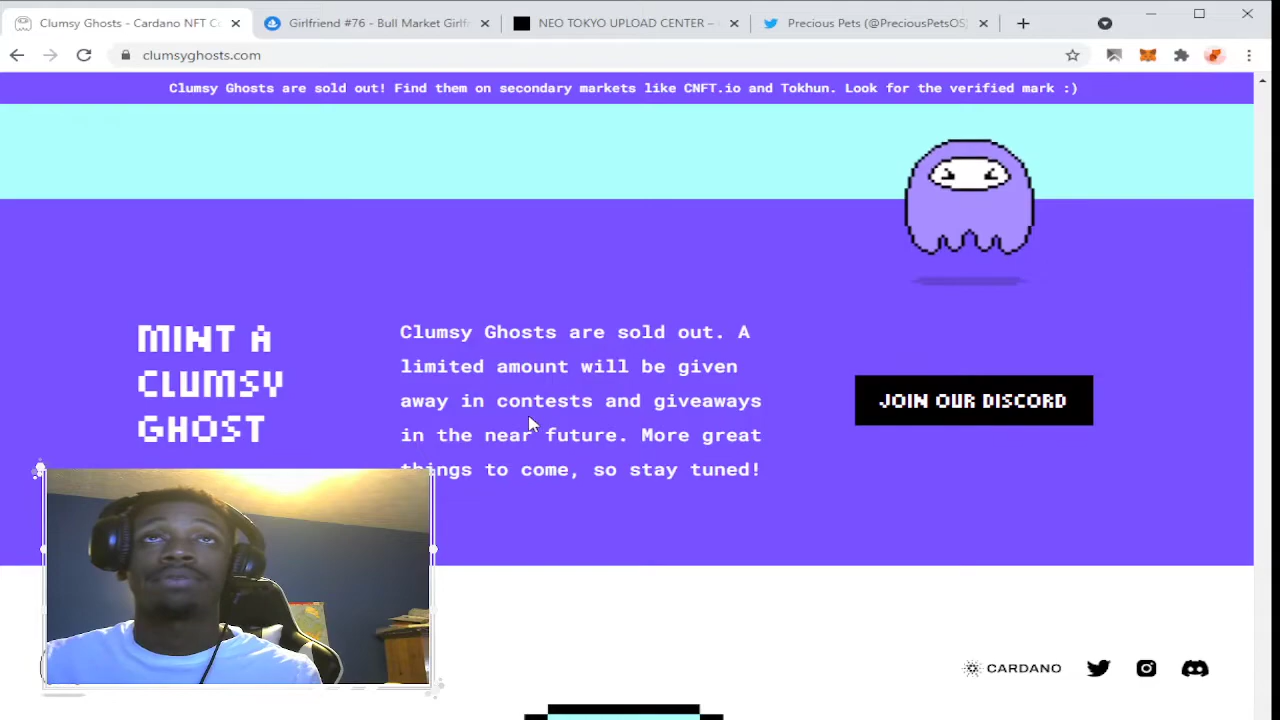 Clumsy Ghosts - Cardano NFT Co
Girlfriend #76 - Bull Market Girlf
NEO TOKYO UPLOAD CENTER –
Precious Pets (@PreciousPetsOS
clumsyghosts.com
Clumsy Ghosts are sold out! Find them on secondary markets like CNFT.io and Tokhun. Look for the verified mark :)
MINT A
CLUMSY
GHOST
Clumsy Ghosts are sold out. A
limited amount will be given
away in contests and giveaways
in the near future. More great
things to come, so stay tuned!
JOIN OUR DISCORD
CARDANO